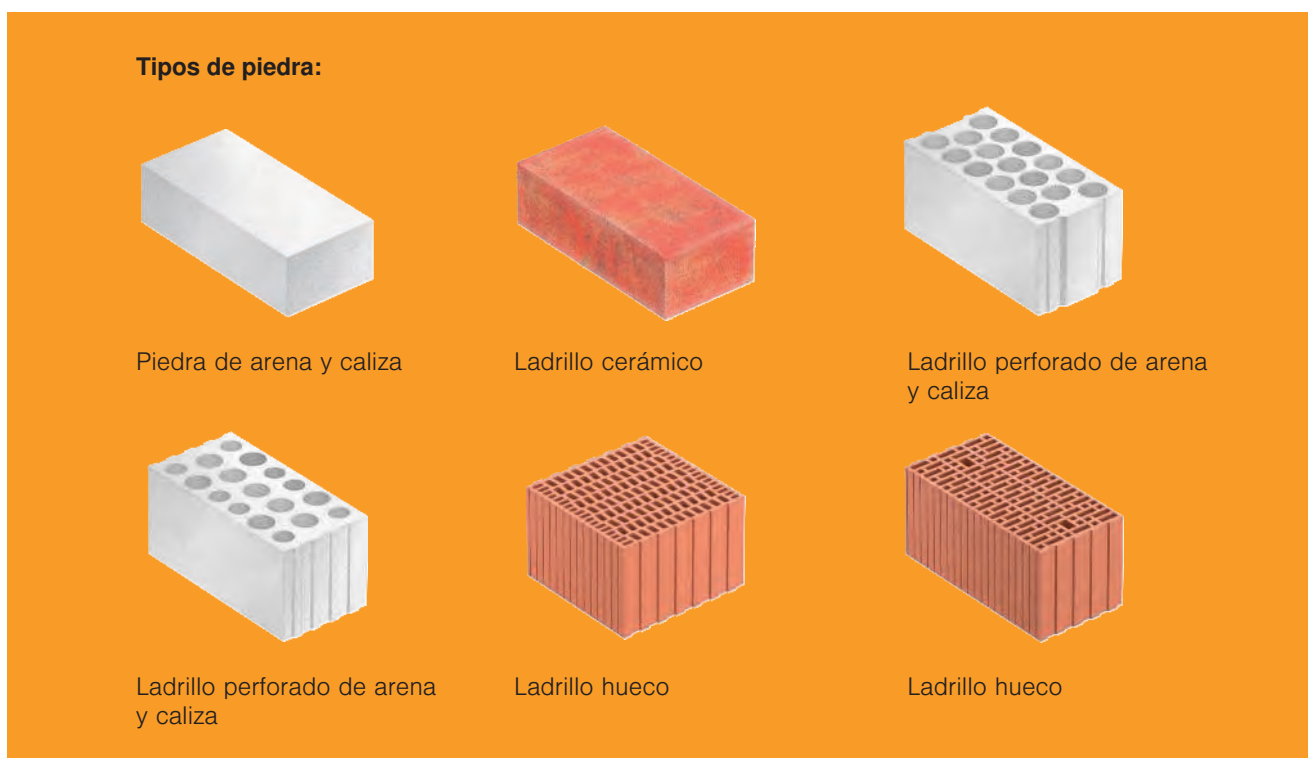 Tipos de piedra:
Piedra de arena y caliza
Ladrillo cerámico
Ladrillo perforado de arena
y caliza
Ladrillo perforado de arena
y caliza
Ladrillo hueco
Ladrillo hueco